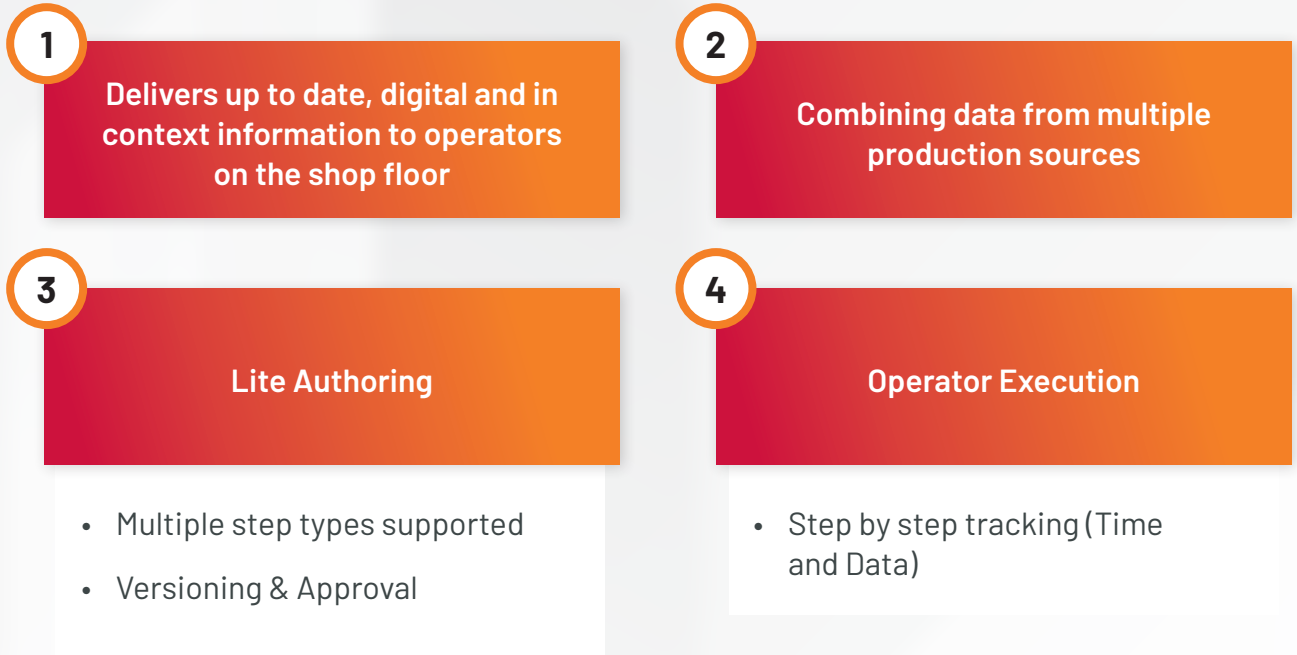 1
Delivers up to date, digital and in
context information to operators
on the shop floor
2
Combining data from multiple
production sources
3
Lite Authoring
• Multiple step types supported
• Versioning & Approval
4
Operator Execution
• Step by step tracking (Time
and Data)